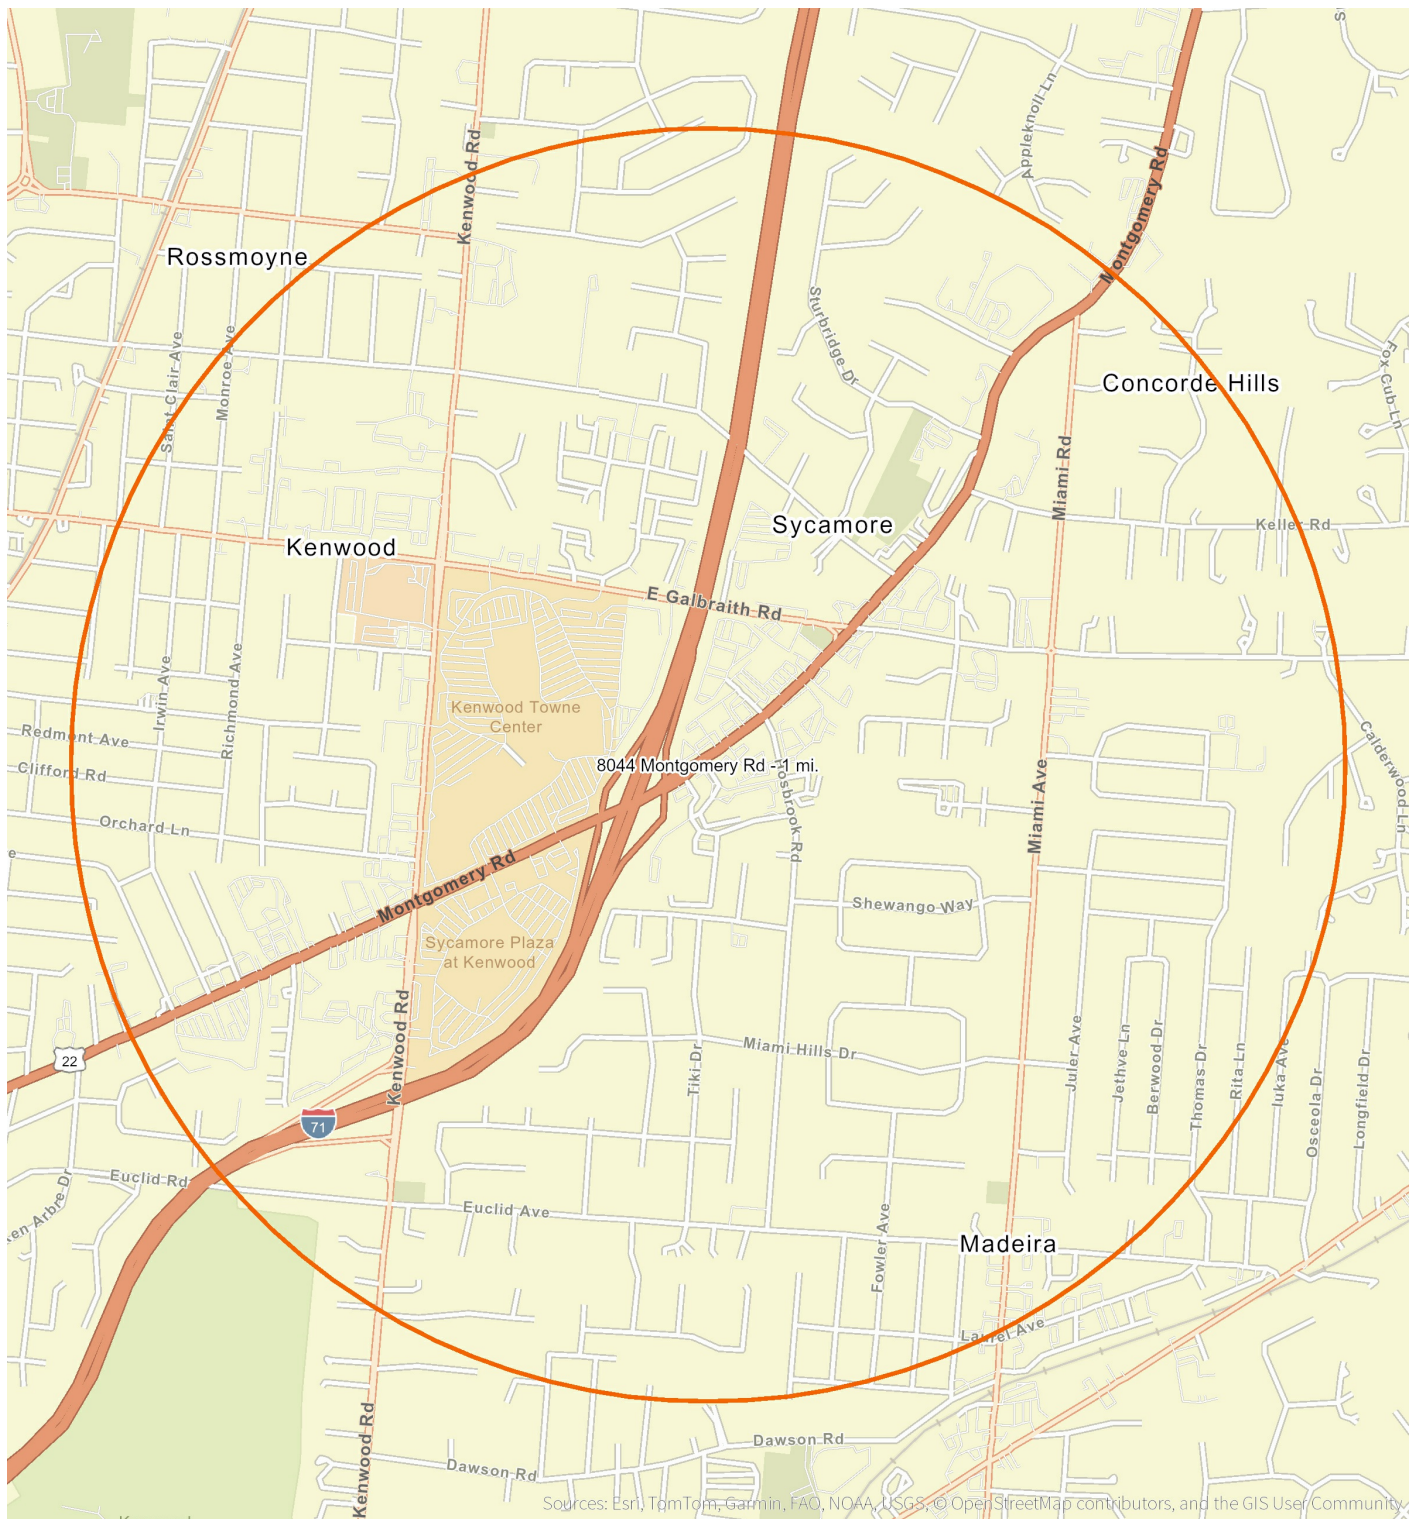 Appleknoll Ln
Kenwood Rd
Montgomery Rd
Rossmoyne
Sturbridge Dr
Saint Clair Ave
Monroe Ave
Fox Cub Ln
Concorde Hills
Miami Rd
Sycamore
Keller Rd
Kenwood
E Galbraith Rd
Irwin Ave
Richmond Ave
Kenwood Towne
Center
Redmont Ave
Clifford Rd
8044 Montgomery Rd - 1 mi.
Hosbrook Rd
Miami Ave
Calderwood Ln
Orchard Ln
e
Montgomery Rd
Shewango Way
Sycamore Plaza
at Kenwood
Kenwood Rd
22
Tiki Dr
Miami Hills Dr
Juler Ave
Jethve Ln
Berwood Dr
Thomas Dr
Rita Ln
Iuka Ave
Osceola Dr
Longfield Dr
71
Euclid Rd
en Arbre Dr
Euclid Ave
Fowler Ave
Madeira
Laurel Ave
Kenwood Rd
Dawson Rd
Dawson Rd
Sources: Esri, TomTom, Garmin, FAO, NOAA, USGS, © OpenStreetMap contributors, and the GIS User Community